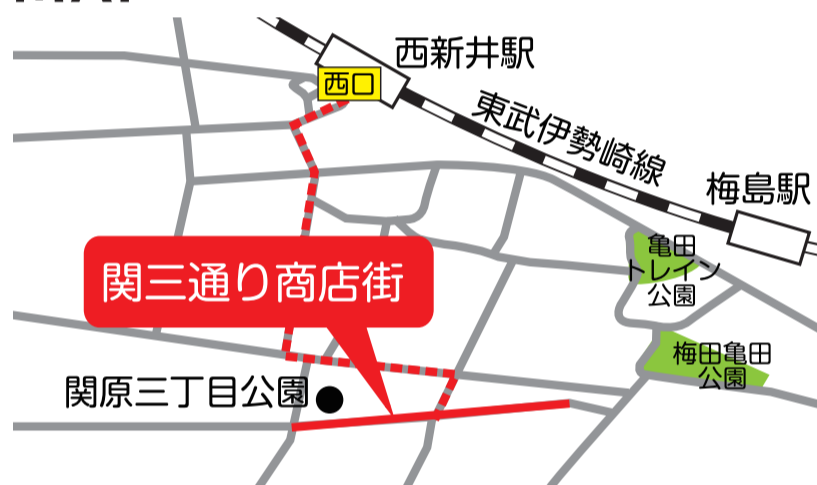 西新井駅
西口
東武伊勢崎線
梅島駅
亀田
トレイン
公園
関三通り商店街
梅田亀田
公園
関原三丁目公園